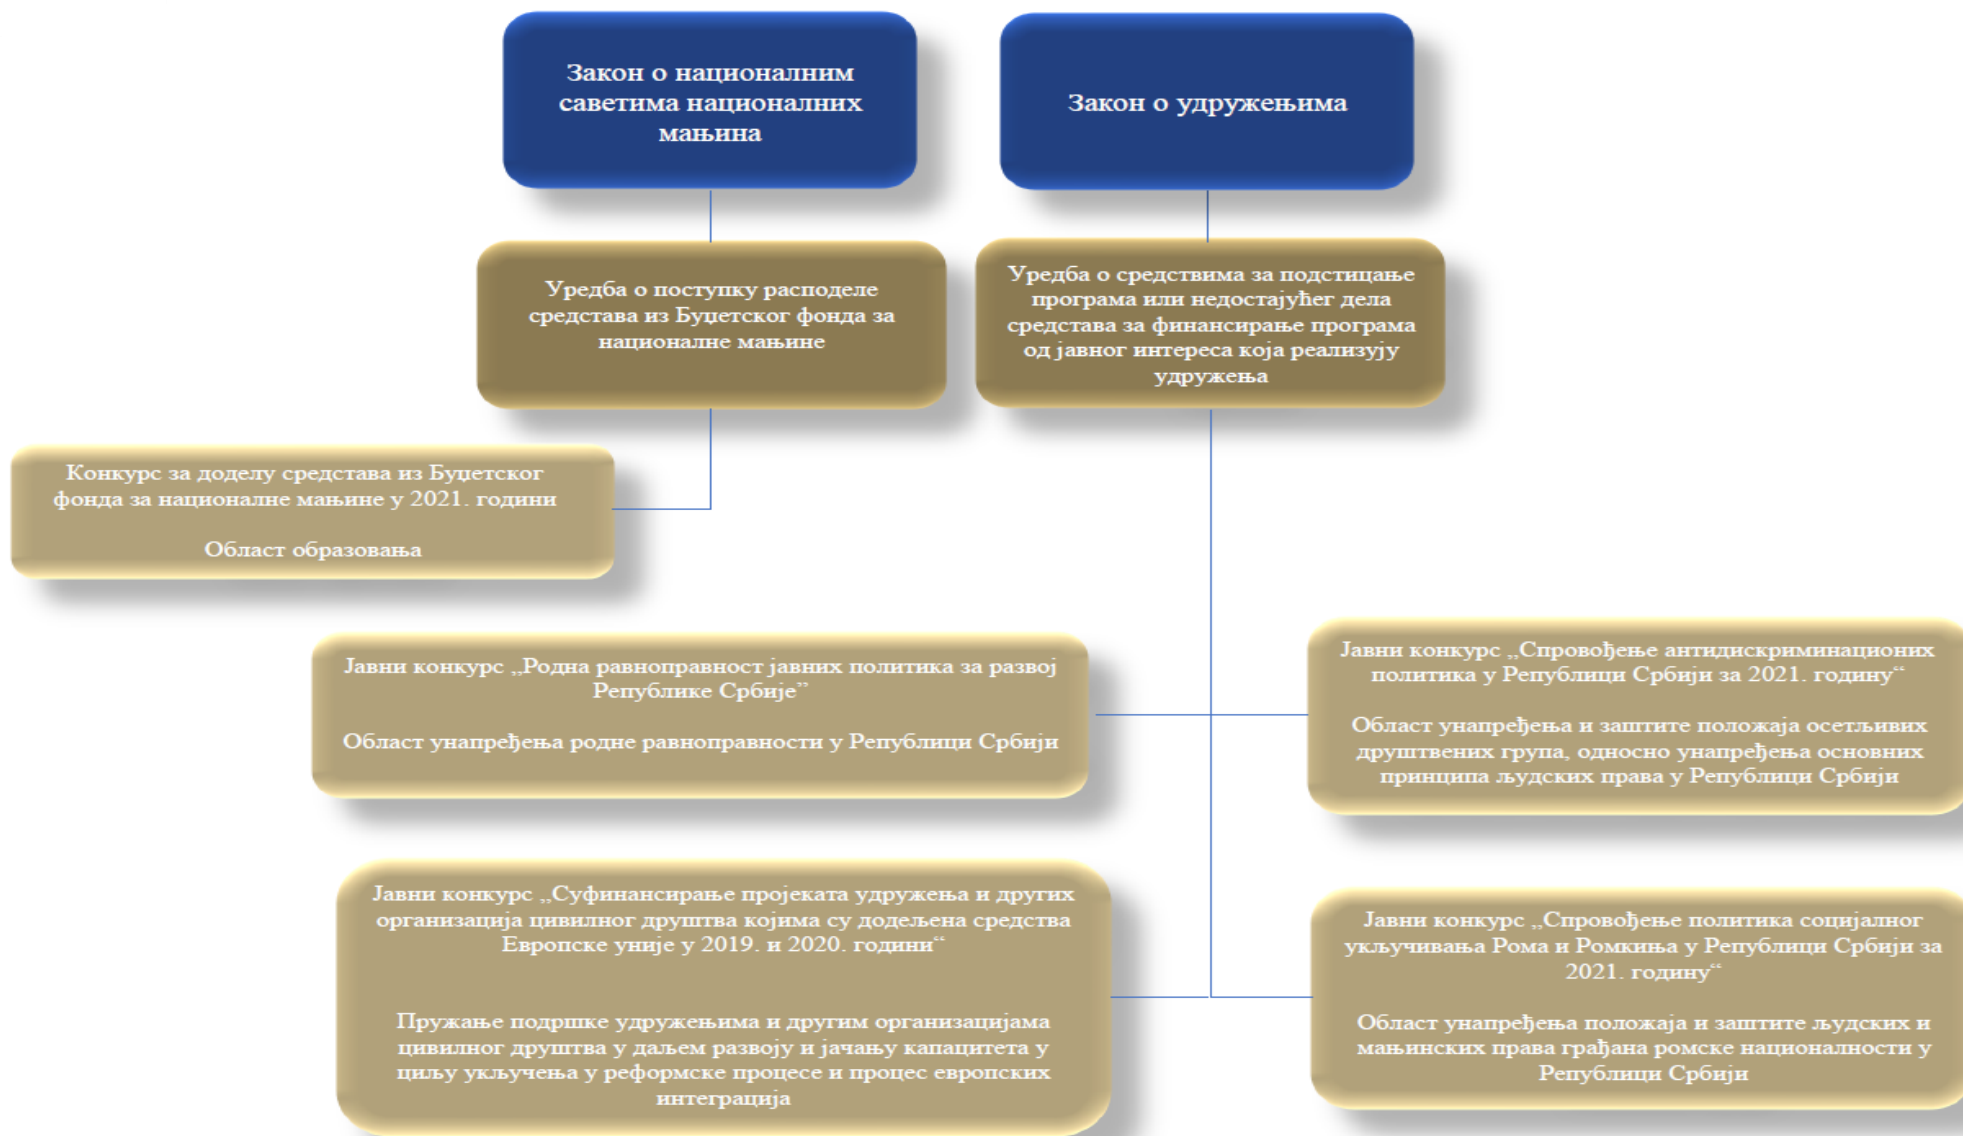 Закон о националним
саветима националних
мањина
Закон о удружењима
Уредба о поступку расподеле
средстава из Буџетског фонда за
националне мањине
Уредба о средствима за подстицање
програма или недостајућег дела
средстава за финансирање програма
од јавног интереса која реализују
удружења
Конкурс за доделу средстава из Буџетског
фонда за националне мањине у 2021. години
Област образовања
Јавни конкурс „Родна равноправност јавних политика за развој
Републике Србије”
Област унапређења родне равноправности у Републици Србији
Јавни конкурс „Спровођење антидискриминационих
политика у Републици Србији за 2021. годину“
Област унапређења и заштите положаја осетљивих
друштвених група, односно унапређења основних
принципа људских права у Републици Србији
Јавни конкурс „Суфинансирање пројеката удружења и других
организација цивилног друштва којима су додељена средства
Европске уније у 2019. и 2020. години“
Пружање подршке удружењима и другим организацијама
цивилног друштва у даљем развоју и јачању капацитета у
циљу укључења у реформске процесе и процес европских
интеграција
Јавни конкурс „Спровођење политика социјалног
укључивања Рома и Ромкиња у Републици Србији за
2021. годину“
Област унапређења положаја и заштите људских и
мањинских права грађана ромске националности у
Републици Србији